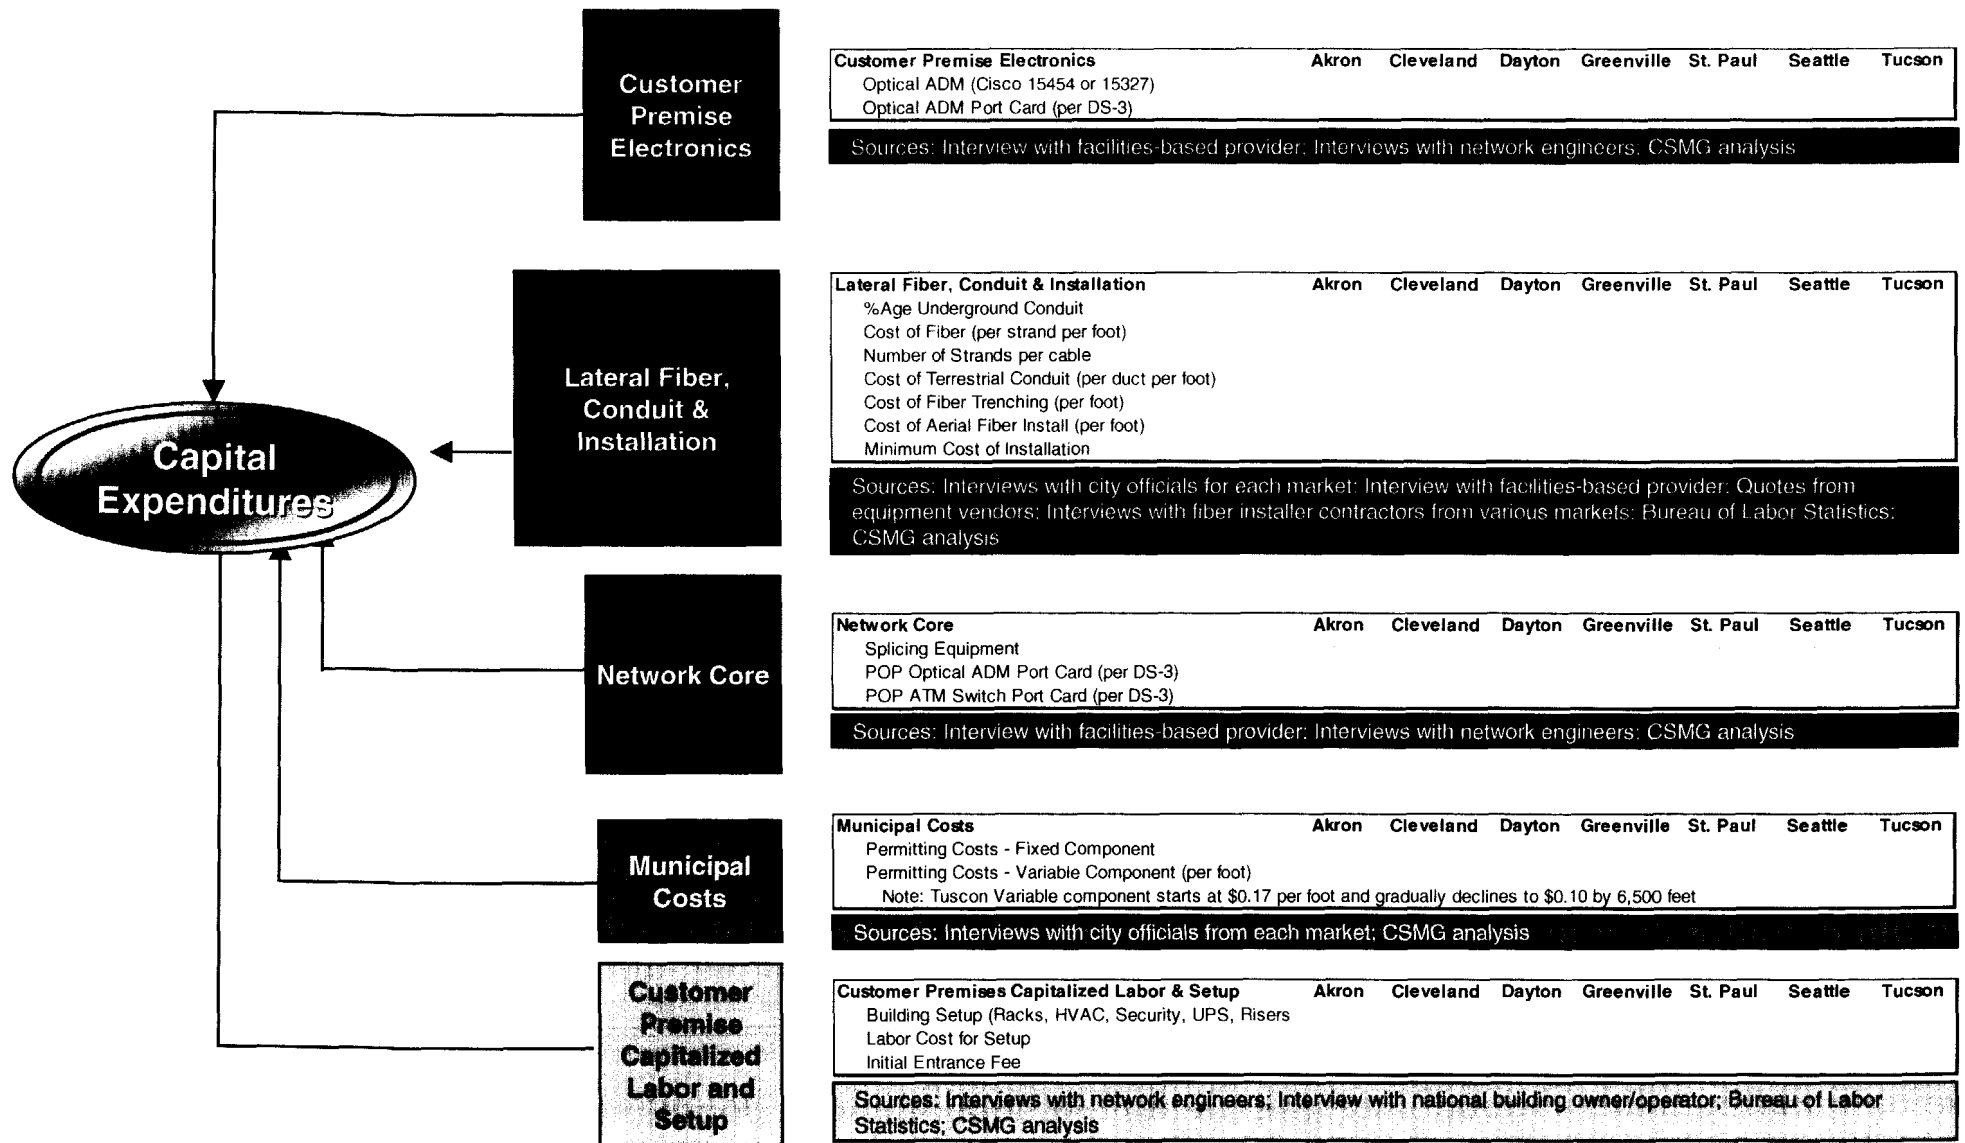 Customer
Premise
Electronics
Customer Premise Electronics Akron Cleveland Dayton Greenville St. Paul Seattle Tucson
Optical ADM (Cisco 15454 or 15327)
Optical ADM Port Card (per DS-3)
Sources: Interview with facilities-based provider; Interviews with network engineers; CSMG analysis
Capital
Expenditures
Lateral Fiber,
Conduit &
Installation
Lateral Fiber, Conduit & Installation Akron Cleveland Dayton Greenville St. Paul Seattle Tucson
%Age Underground Conduit
Cost of Fiber (per strand per foot)
Number of Strands per cable
Cost of Terrestrial Conduit (per duct per foot)
Cost of Fiber Trenching (per foot)
Cost of Aerial Fiber Install (per foot)
Minimum Cost of Installation
Sources: Interviews with city officials for each market; Interview with facilities-based provider; Quotes from
equipment vendors; Interviews with fiber installer contractors from various markets; Bureau of Labor Statistics;
CSMG analysis
Network Core
Network Core Akron Cleveland Dayton Greenville St. Paul Seattle Tucson
Splicing Equipment
POP Optical ADM Port Card (per DS-3)
POP ATM Switch Port Card (per DS-3)
Sources: Interview with facilities-based provider; Interviews with network engineers; CSMG analysis
Municipal
Costs
Municipal Costs Akron Cleveland Dayton Greenville St. Paul Seattle Tucson
Permitting Costs - Fixed Component
Permitting Costs - Variable Component (per foot)
Note: Tuscon Variable component starts at $0.17 per foot and gradually declines to $0.10 by 6,500 feet
Sources: Interviews with city officials from each market; CSMG analysis
Customer
Premise
Capitalized
Labor and
Setup
Customer Premises Capitalized Labor & Setup Akron Cleveland Dayton Greenville St. Paul Seattle Tucson
Building Setup (Racks, HVAC, Security, UPS, Risers
Labor Cost for Setup
Initial Entrance Fee
Sources: Interviews with network engineers; Interview with national building owner/operator; Bureau of Labor
Statistics; CSMG analysis